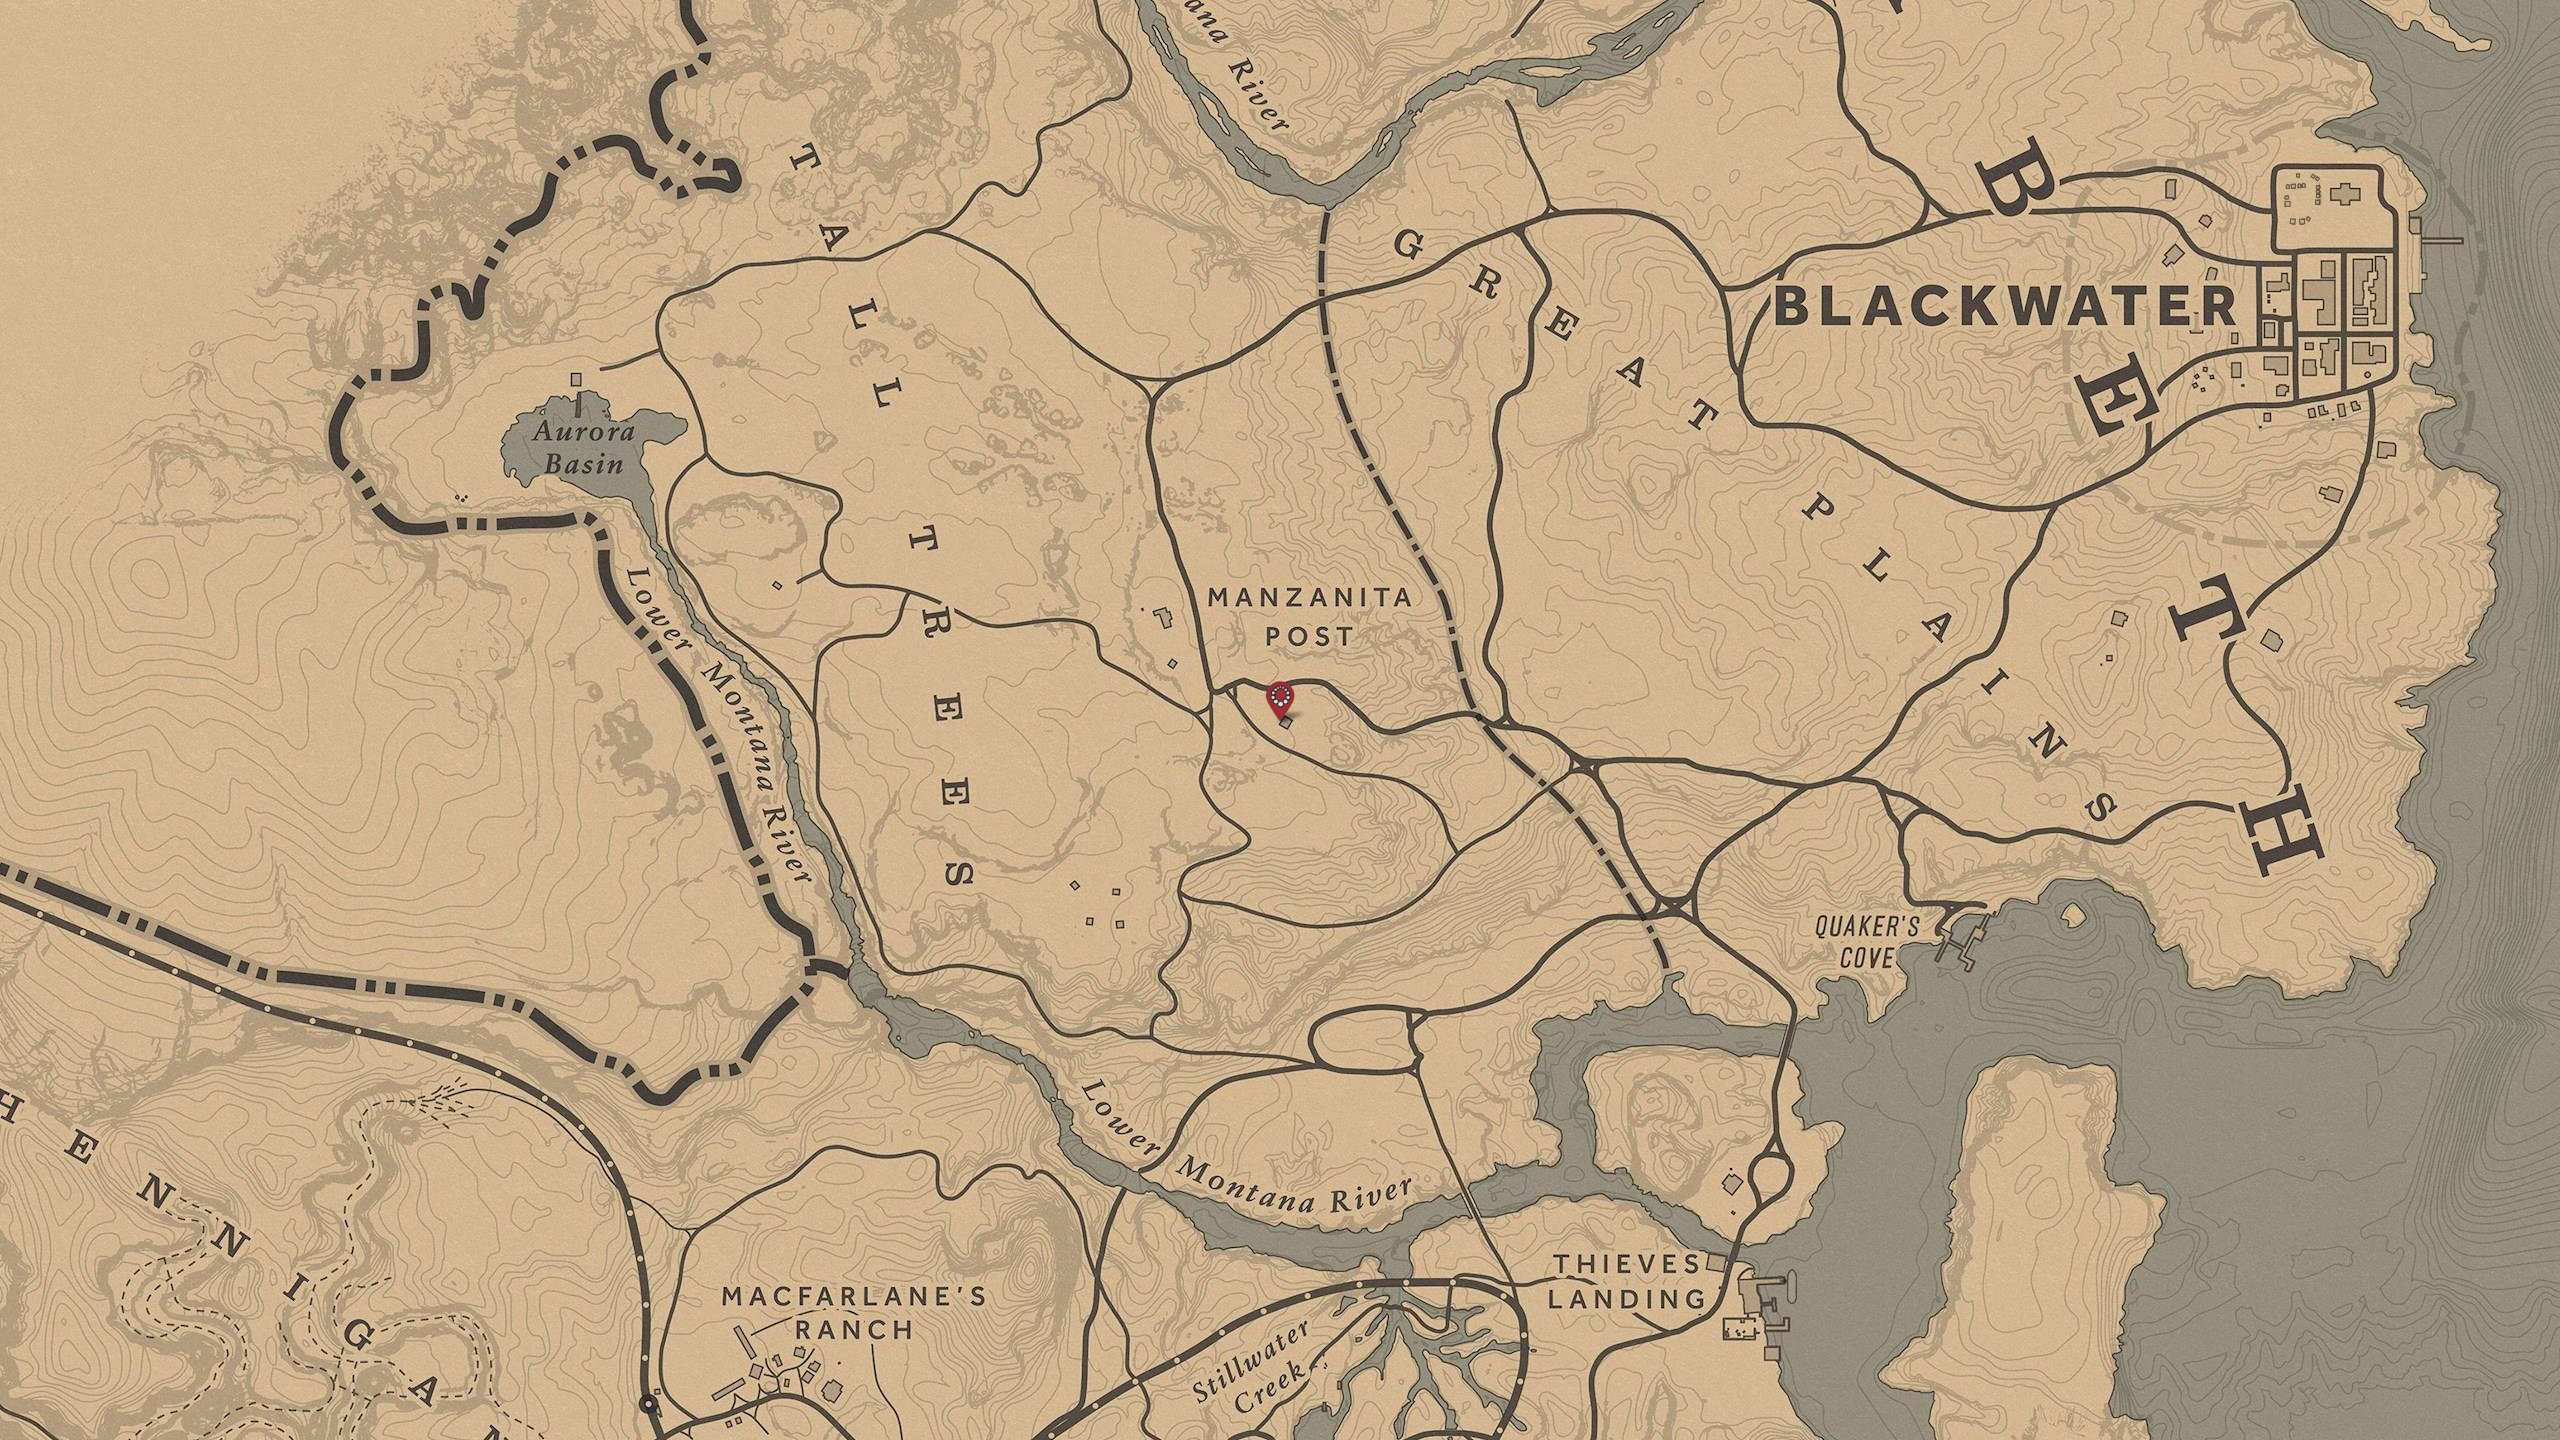 ana River
TALL TREES
GREAT PLAINS
B E T H
BLACKWATER
Aurora
Basin
Lower Montana River
MANZANITA
POST
QUAKER'S
COVE
Lower Montana River
HENNIGAN
MACFARLANE'S
RANCH
THIEVES
LANDING
Stillwater
Creek